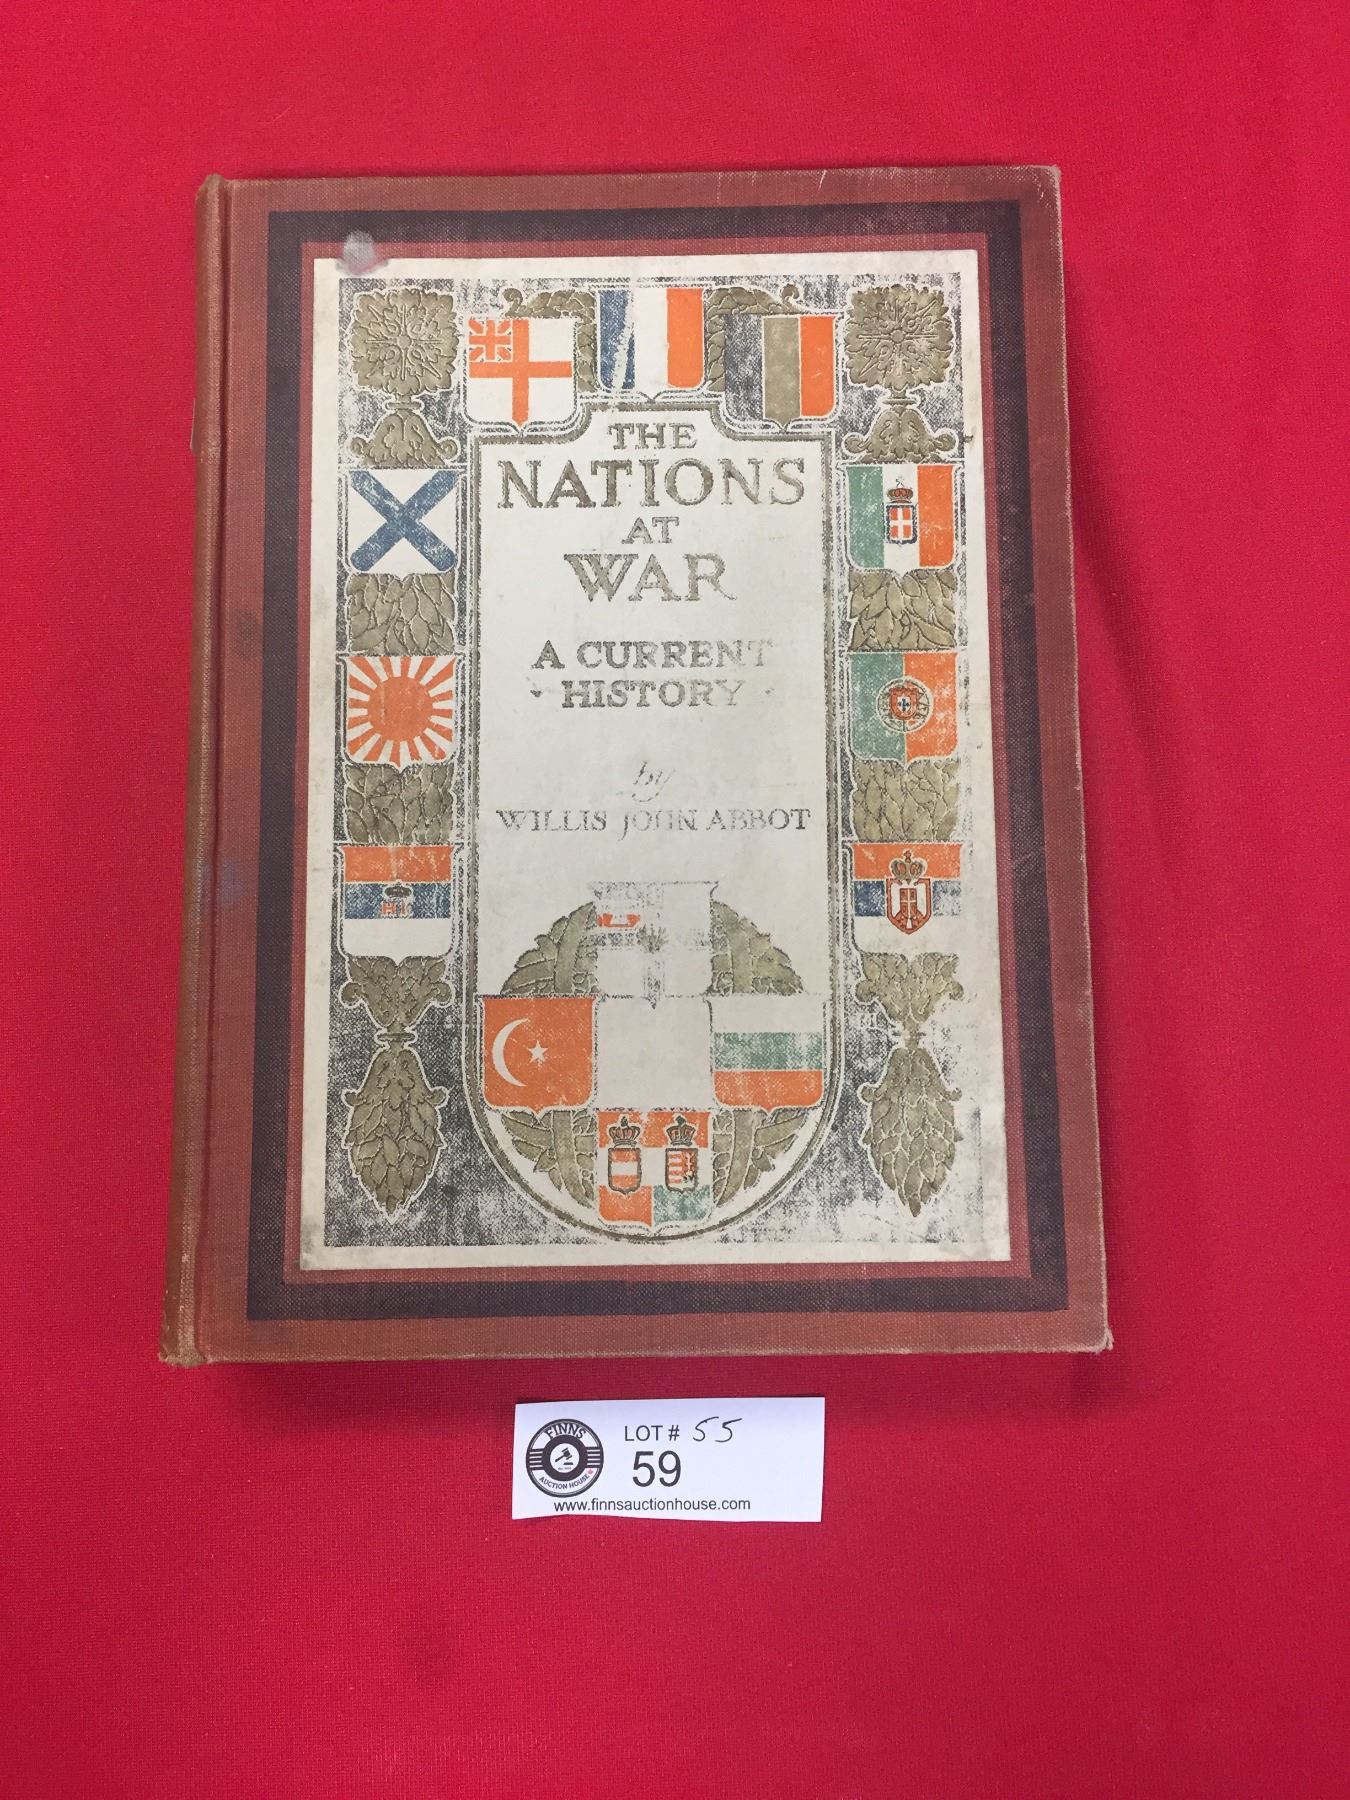 THE
NATIONS
AT
WAR
A CURRENT
· HISTORY ·
by
WILLIS JOHN ABBOT
FINNS
AUCTION HOUSE
LOT # 55
59
www.finnsauctionhouse.com